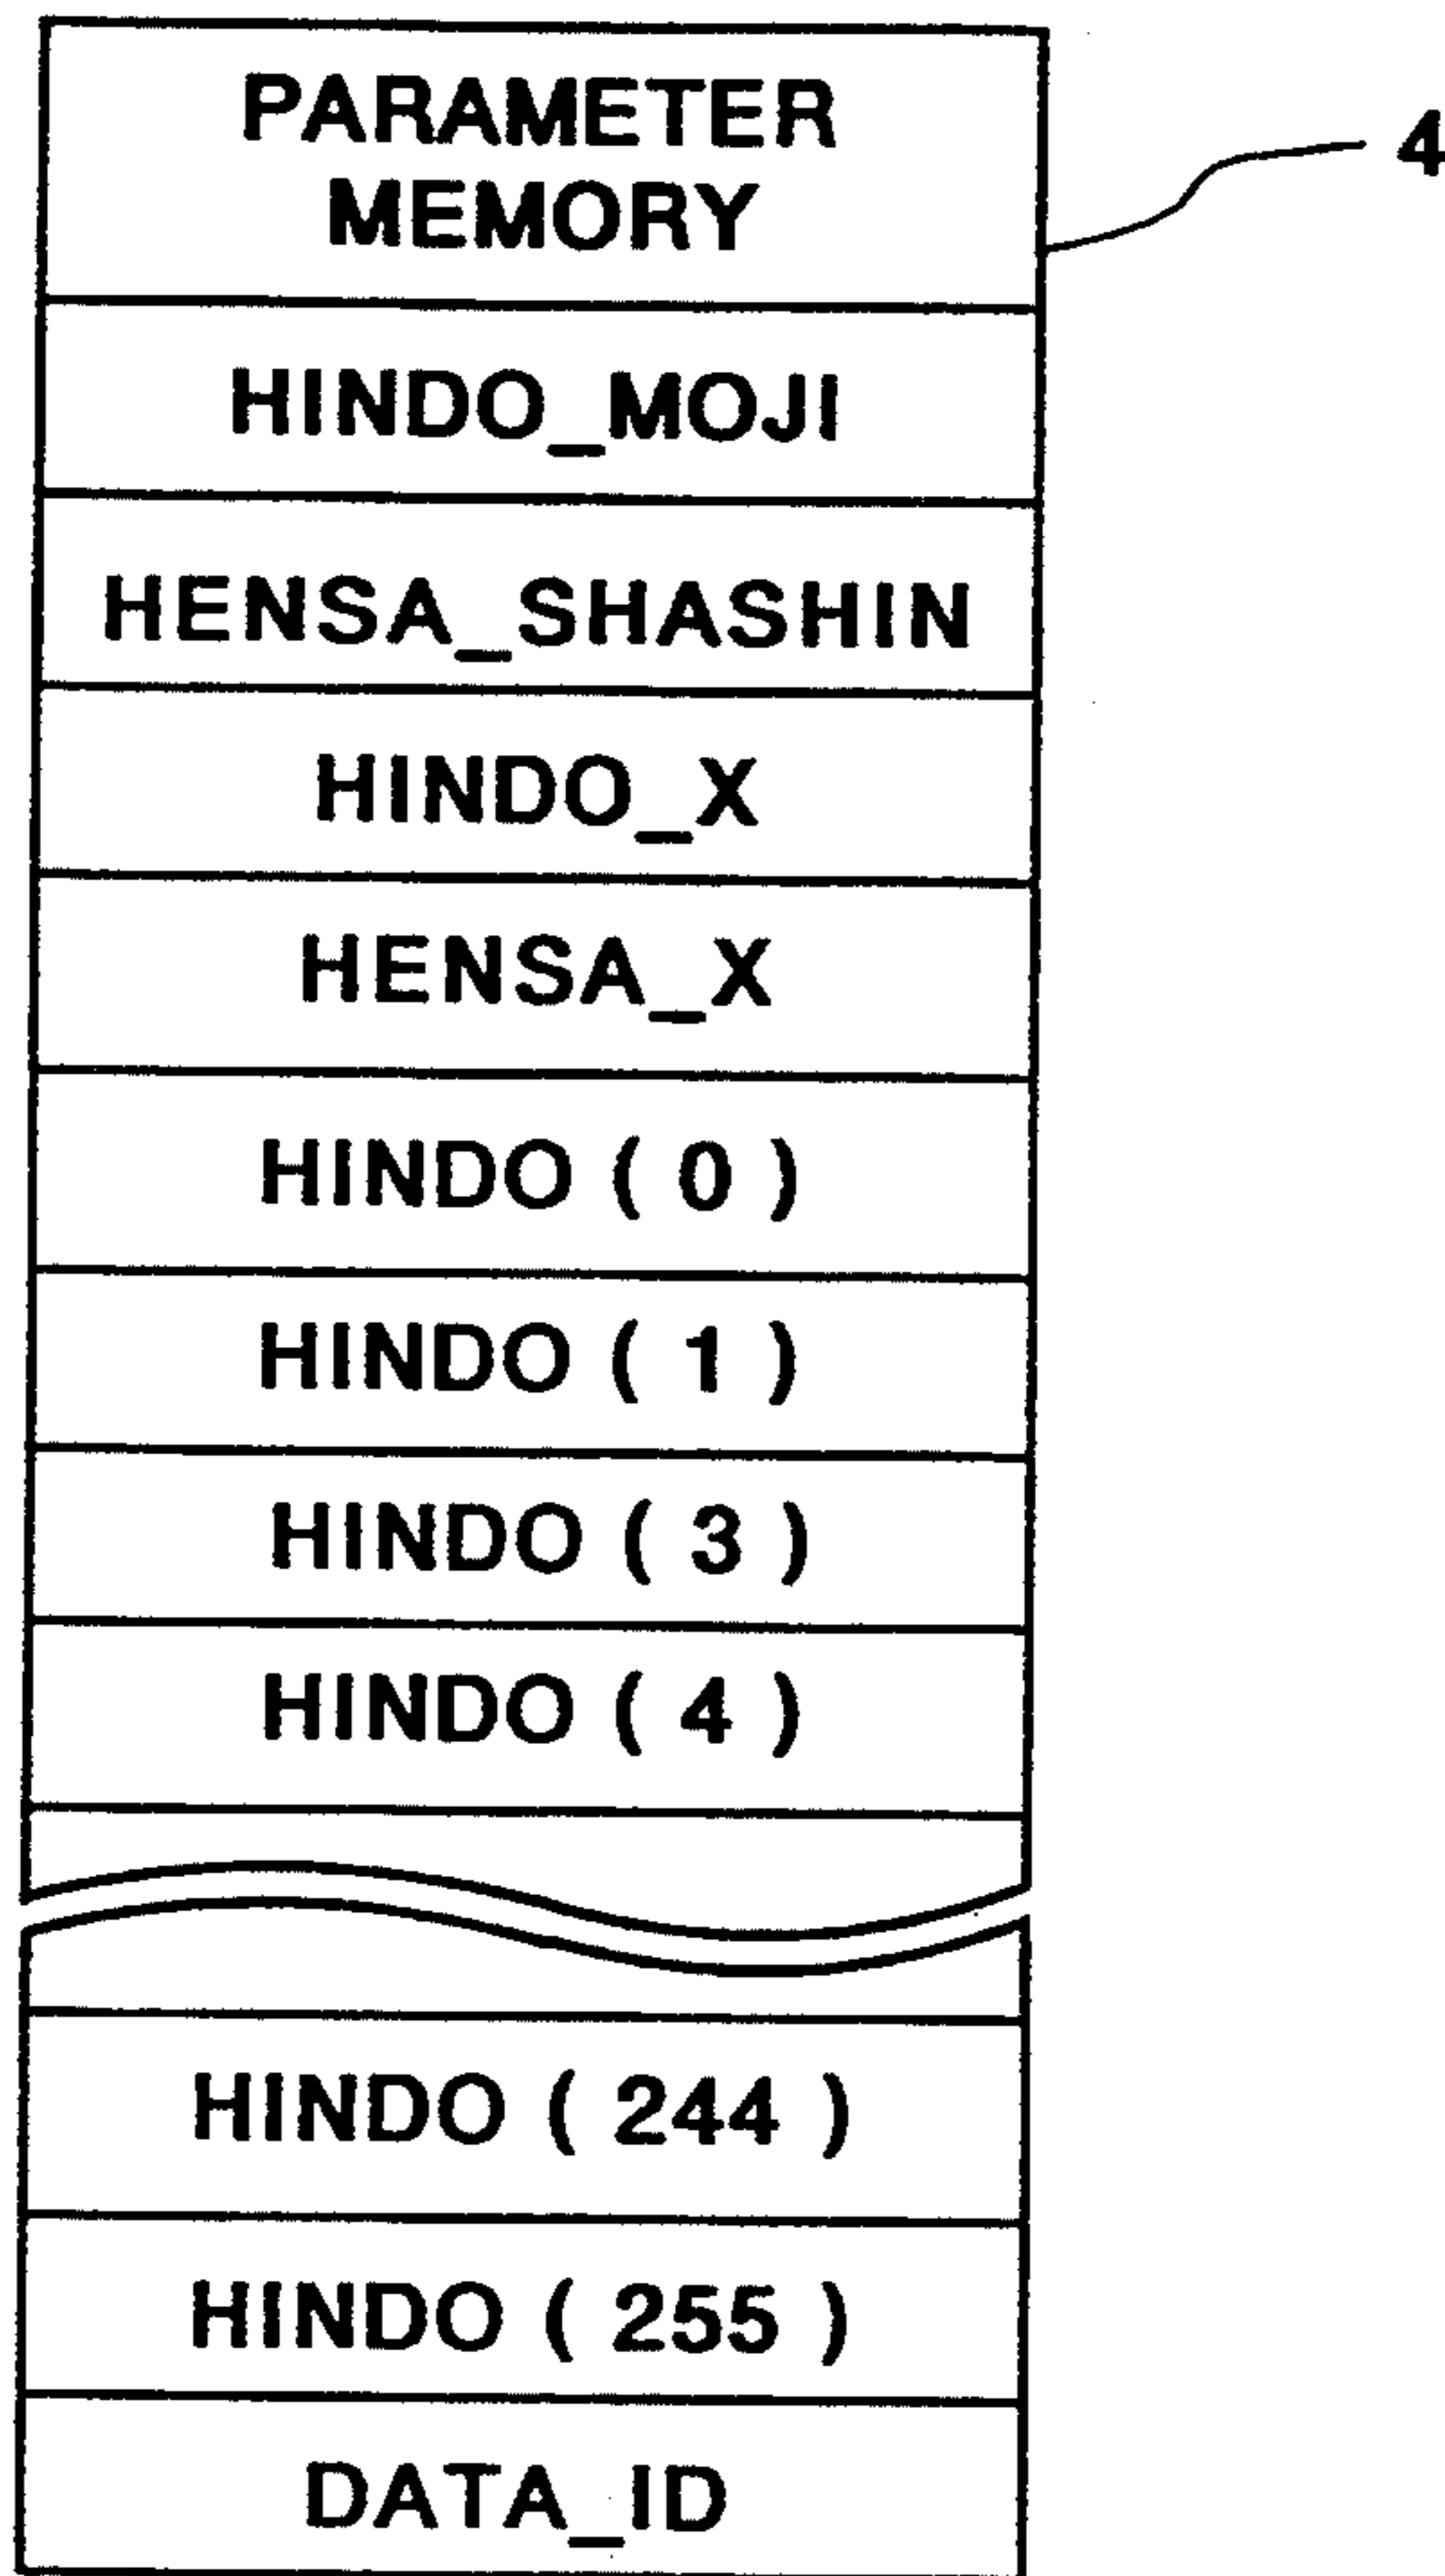 PARAMETER
MEMORY
4
HINDO_MOJI
HENSA_SHASHIN
HINDO_X
HENSA_X
HINDO ( 0 )
HINDO ( 1 )
HINDO ( 3 )
HINDO ( 4 )
HINDO ( 244 )
HINDO ( 255 )
DATA_ID